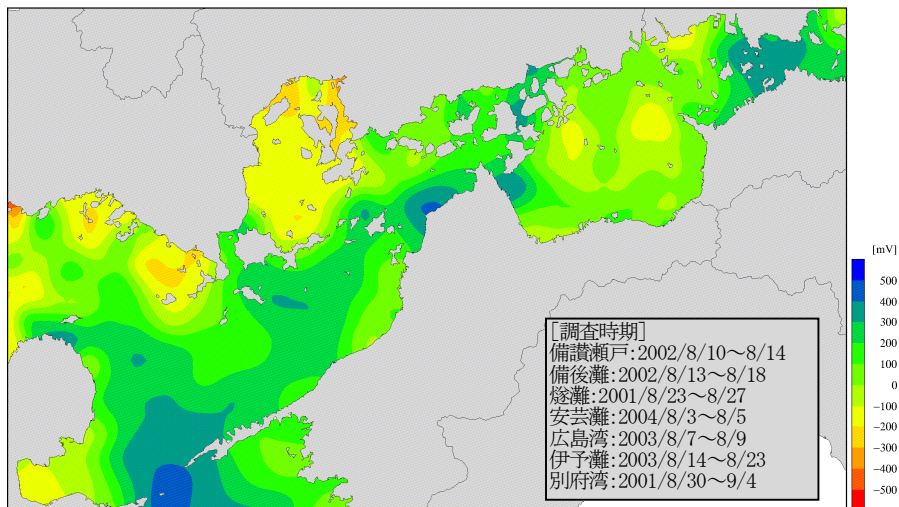 [mV]
500
400
300
200
100
0
−100
−200
−300
−400
−500
[調査時期]
備讃瀬戸:2002/8/10～8/14
備後灘:2002/8/13～8/18
燧灘:2001/8/23～8/27
安芸灘:2004/8/3～8/5
広島湾:2003/8/7～8/9
伊予灘:2003/8/14～8/23
別府湾:2001/8/30～9/4